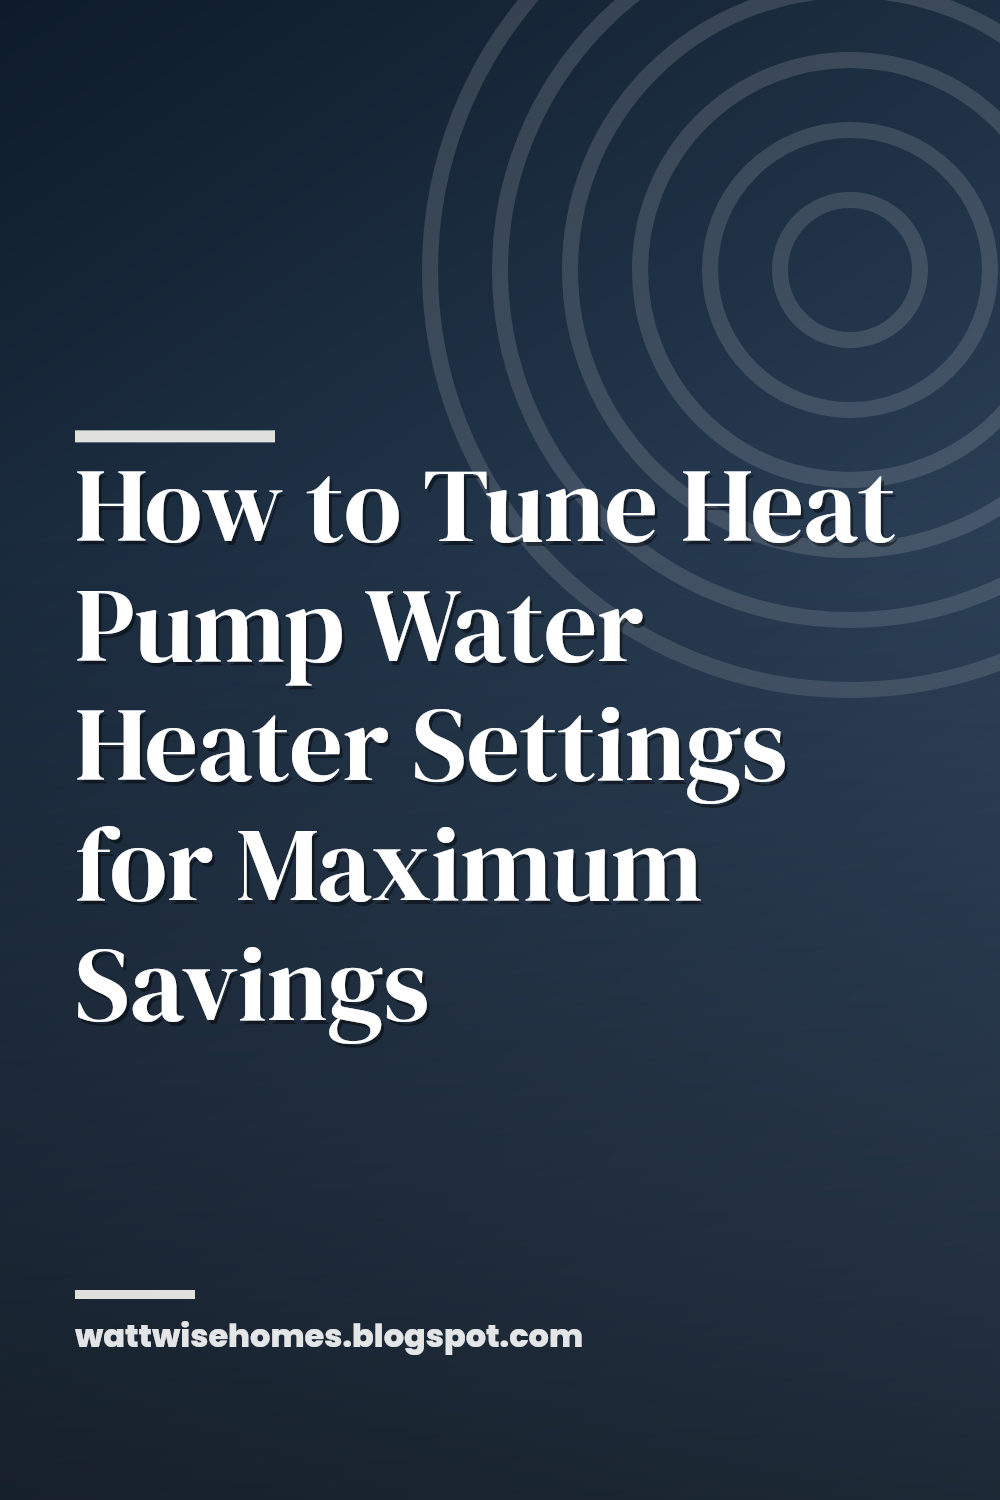 How to Tune Heat
Pump Water
Heater Settings
for Maximum
Savings
wattwisehomes.blogspot.com